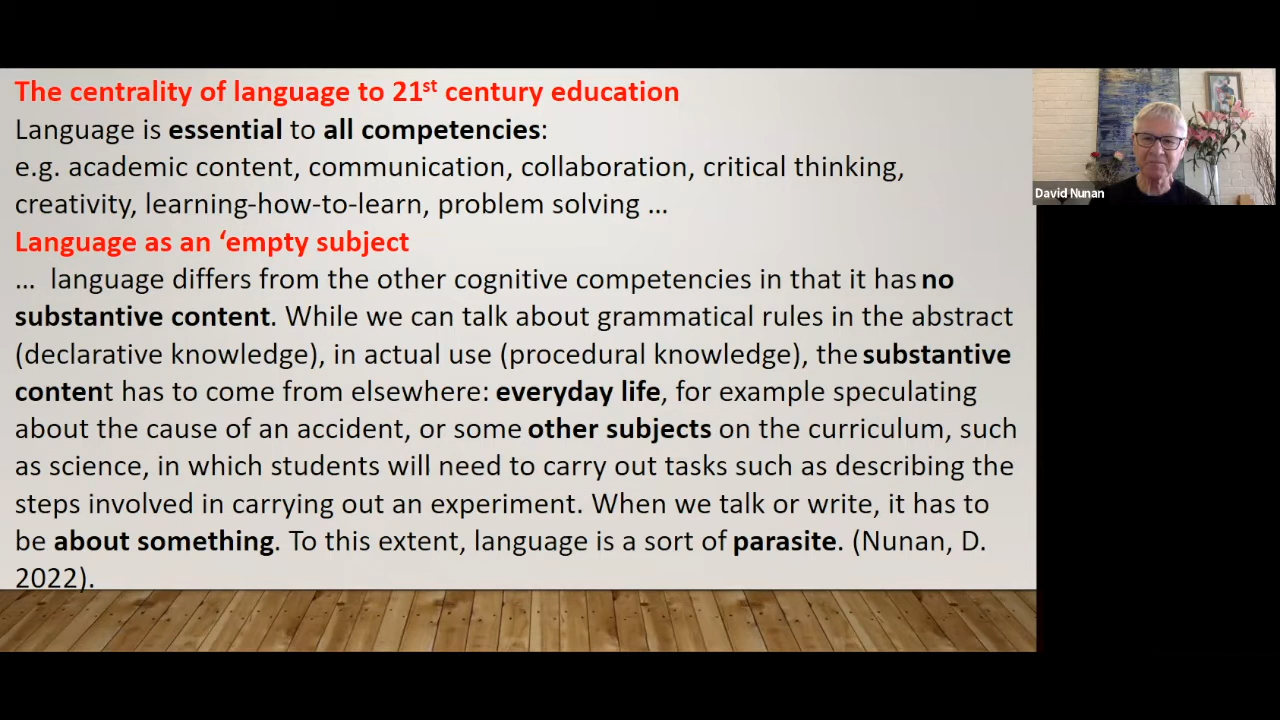 The centrality of language to 21st century education
Language is essential to all competencies:
e.g. academic content, communication, collaboration, critical thinking,
creativity, learning-how-to-learn, problem solving …
Language as an ‘empty subject
… language differs from the other cognitive competencies in that it has no
substantive content. While we can talk about grammatical rules in the abstract
(declarative knowledge), in actual use (procedural knowledge), the substantive
content has to come from elsewhere: everyday life, for example speculating
about the cause of an accident, or some other subjects on the curriculum, such
as science, in which students will need to carry out tasks such as describing the
steps involved in carrying out an experiment. When we talk or write, it has to
be about something. To this extent, language is a sort of parasite. (Nunan, D.
2022).
David Nunan